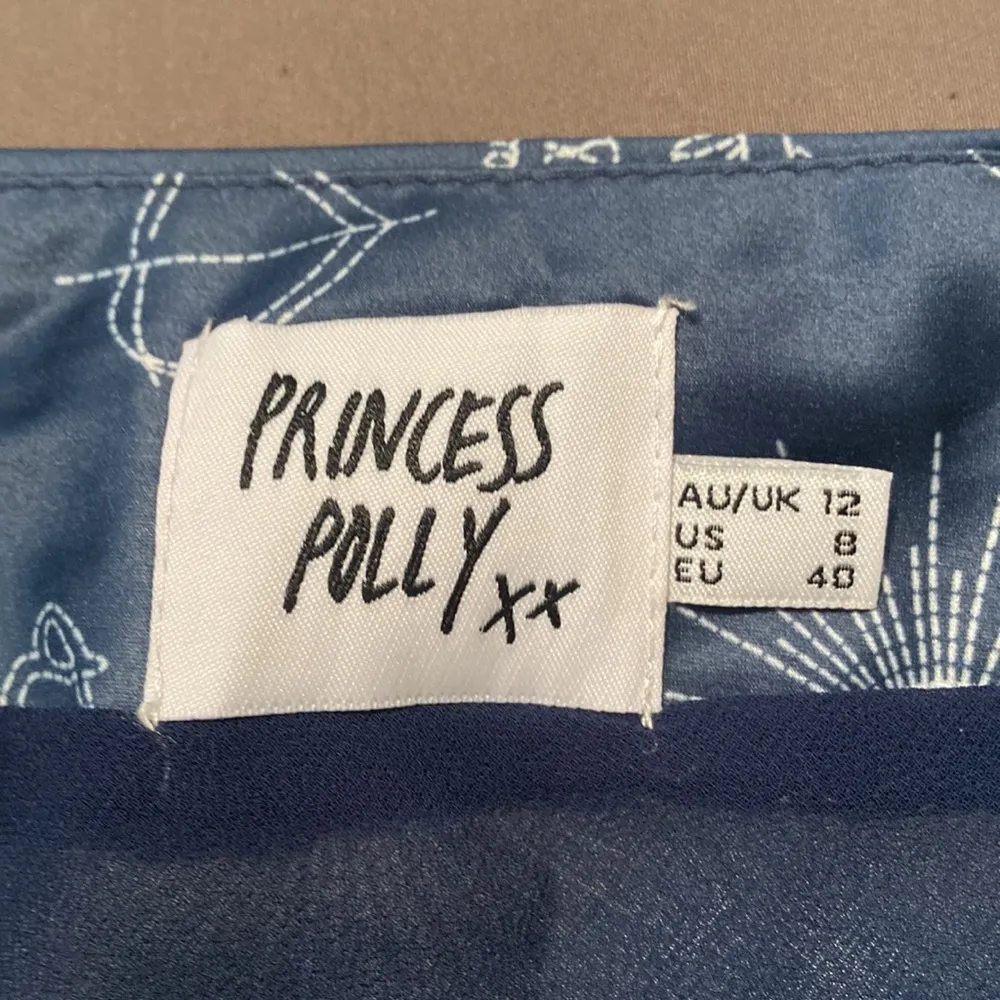 PRINCESS
POLLY xx
AU/UK 12
US 8
EU 40